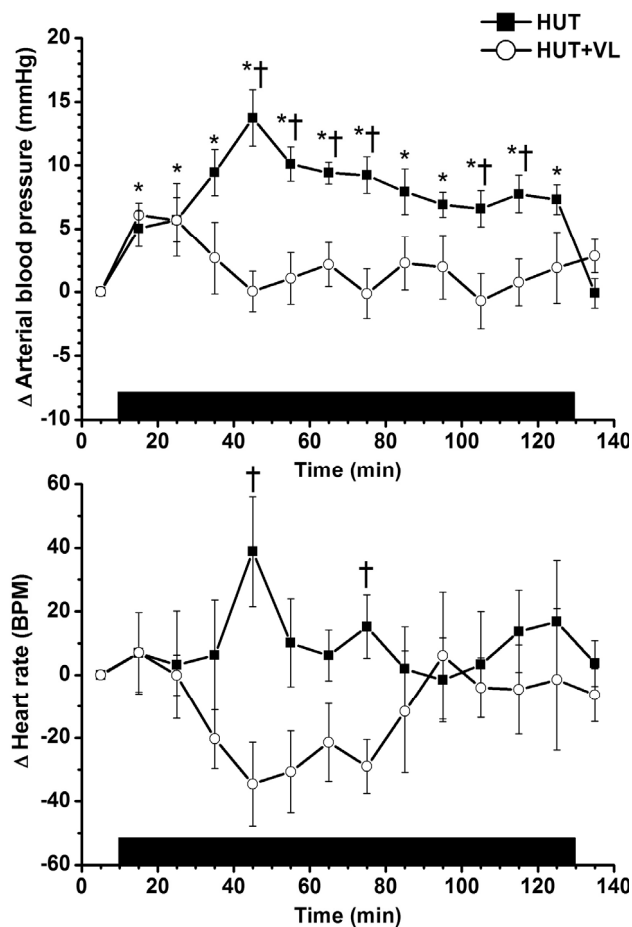 HUT
HUT+VL
Δ Arterial blood pressure (mmHg)
20
15
10
5
0
-5
-10
* * * *† *† *† *† * * *† *† *
0 20 40 60 80 100 120 140
Time (min)
Δ Heart rate (BPM)
60
40
20
0
-20
-40
-60
† †
0 20 40 60 80 100 120 140
Time (min)